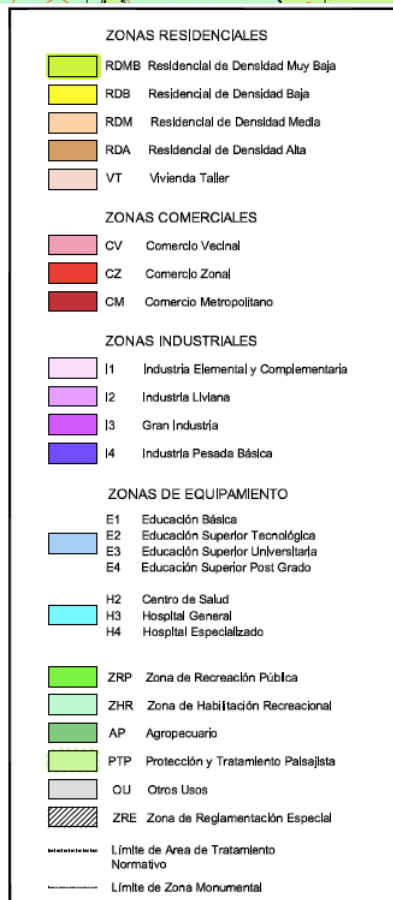 ZONAS RESIDENCIALES
RDMB Residencial de Densidad Muy Baja
RDB Residencial de Densidad Baja
RDM Residencial de Densidad Media
RDA Residencial de Densidad Alta
VT Vivienda Taller
ZONAS COMERCIALES
CV Comercio Vecinal
CZ Comercio Zonal
CM Comercio Metropolitano
ZONAS INDUSTRIALES
I1 Industria Elemental y Complementaria
I2 Industria Liviana
I3 Gran Industria
I4 Industria Pesada Básica
ZONAS DE EQUIPAMIENTO
E1 Educación Básica
E2 Educación Superior Tecnológica
E3 Educación Superior Universitaria
E4 Educación Superior Post Grado
H2 Centro de Salud
H3 Hospital General
H4 Hospital Especializado
ZRP Zona de Recreación Pública
ZHR Zona de Habilitación Recreacional
AP Agropecuario
PTP Protección y Tratamiento Paisajista
OU Otros Usos
ZRE Zona de Reglamentación Especial
Límite de Area de Tratamiento
Normativo
Límite de Zona Monumental